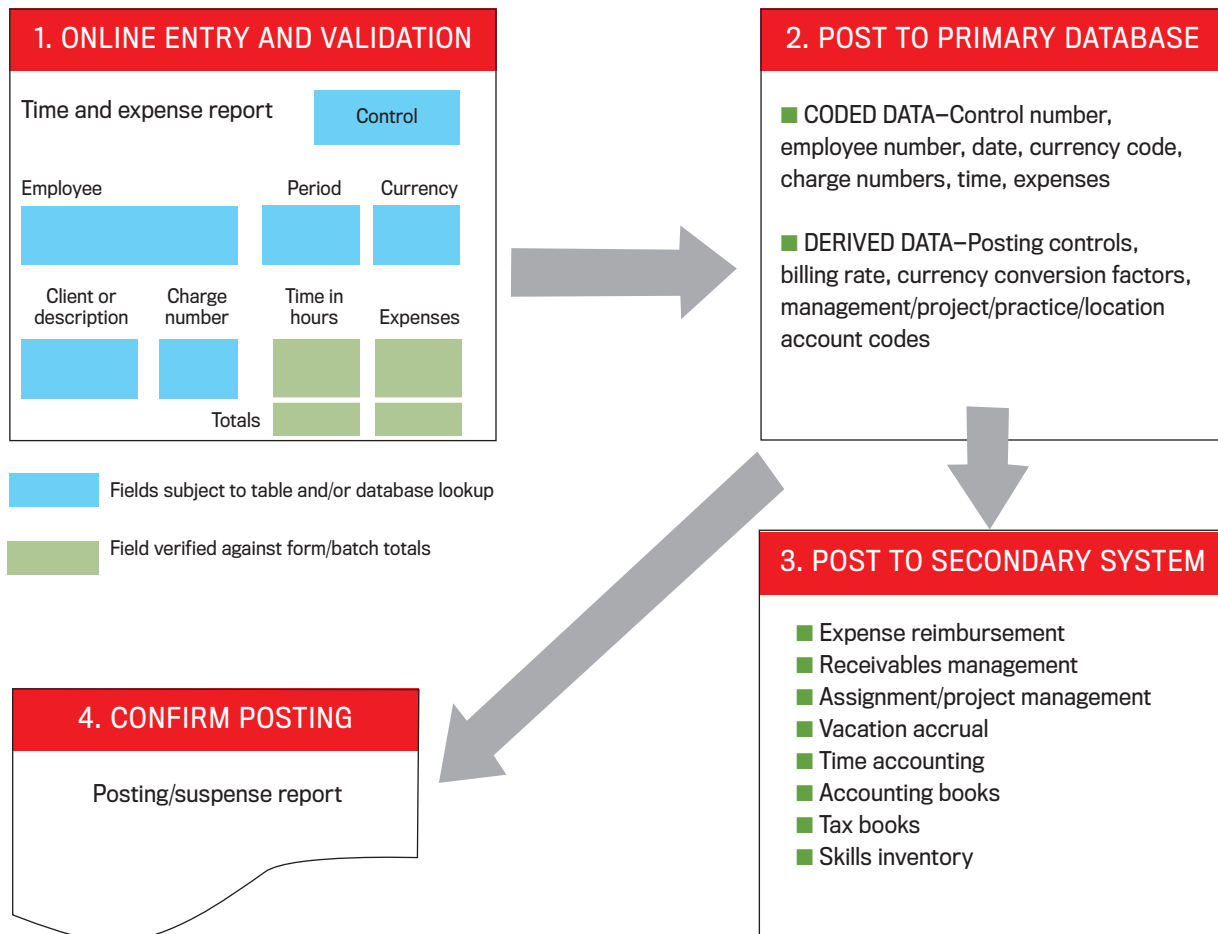 1. ONLINE ENTRY AND VALIDATION
Time and expense report
Control
Employee
Period
Currency
Client or
description
Charge
number
Time in
hours
Expenses
Totals
Fields subject to table and/or database lookup
Field verified against form/batch totals
2. POST TO PRIMARY DATABASE
■ CODED DATA–Control number,
employee number, date, currency code,
charge numbers, time, expenses
■ DERIVED DATA–Posting controls,
billing rate, currency conversion factors,
management/project/practice/location
account codes
3. POST TO SECONDARY SYSTEM
■ Expense reimbursement
■ Receivables management
■ Assignment/project management
■ Vacation accrual
■ Time accounting
■ Accounting books
■ Tax books
■ Skills inventory
4. CONFIRM POSTING
Posting/suspense report